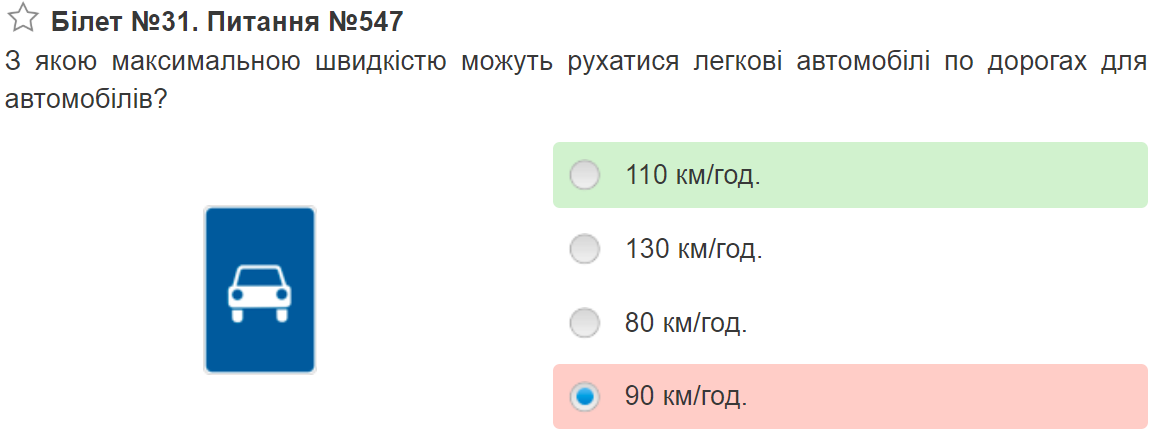 Білет №31. Питання №547
З якою максимальною швидкістю можуть рухатися легкові автомобілі по дорогах для
автомобілів?
110 км/год.
130 км/год.
80 км/год.
90 км/год.